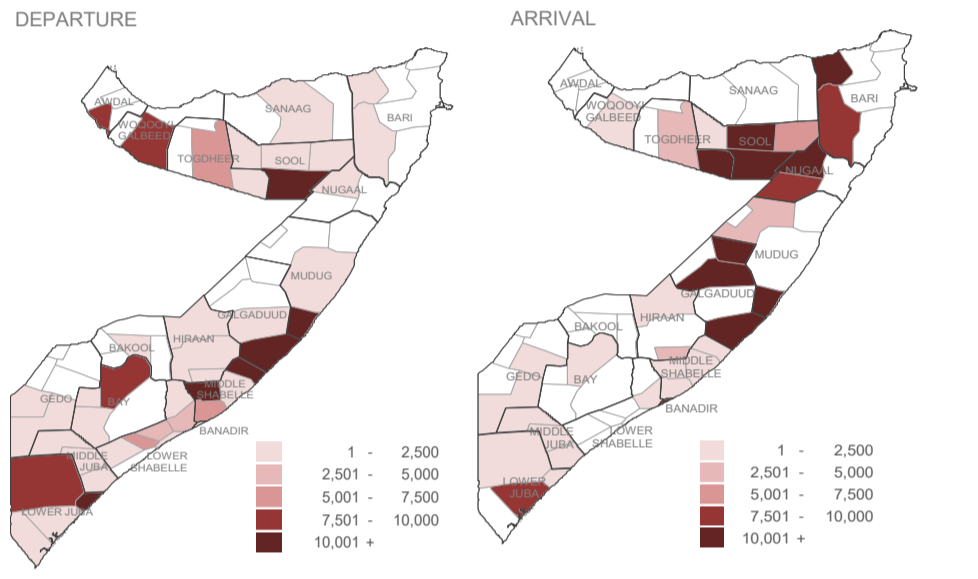 DEPARTURE
AWDAL
WOQOOYI
GALBEED
TOGDHEER
SANAAG
SOOL
BARI
NUGAAL
MUDUG
GALGADUUD
HIRAAN
BAKOOL
MIDDLE
SHABELLE
GEDO
BAY
BANADIR
MIDDLE
JUBA
LOWER
SHABELLE
LOWER JUBA
1 - 2,500
2,501 - 5,000
5,001 - 7,500
7,501 - 10,000
10,001 +
ARRIVAL
AWDAL
WOQOOYI
GALBEED
TOGDHEER
SANAAG
SOOL
BARI
NUGAAL
MUDUG
GALGADUUD
HIRAAN
BAKOOL
MIDDLE
SHABELLE
GEDO
BAY
BANADIR
MIDDLE
JUBA
LOWER
SHABELLE
LOWER
JUBA
1 - 2,500
2,501 - 5,000
5,001 - 7,500
7,501 - 10,000
10,001 +